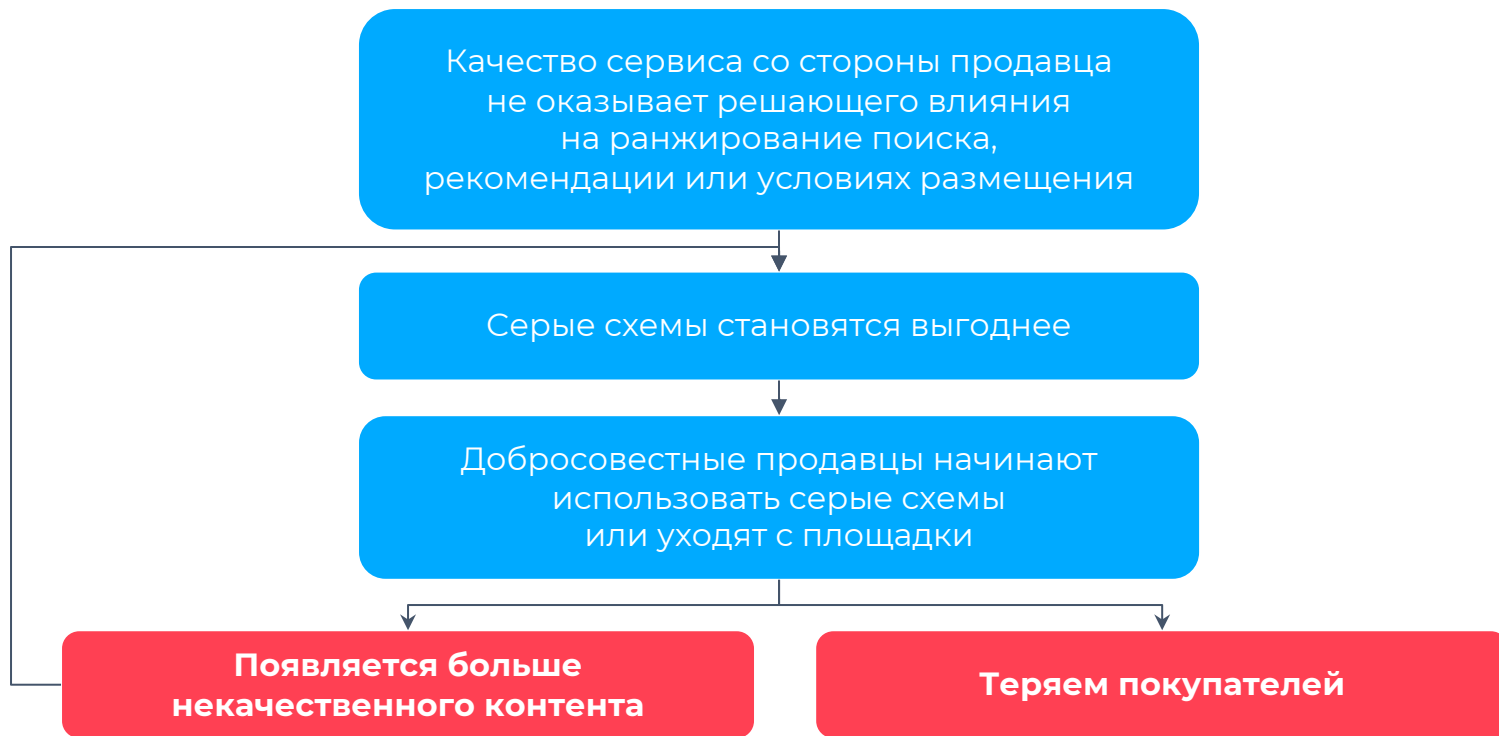 Качество сервиса со стороны продавца
не оказывает решающего влияния
на ранжирование поиска,
рекомендации или условиях размещения
Серые схемы становятся выгоднее
Добросовестные продавцы начинают
использовать серые схемы
или уходят с площадки
Появляется больше
некачественного контента
Теряем покупателей